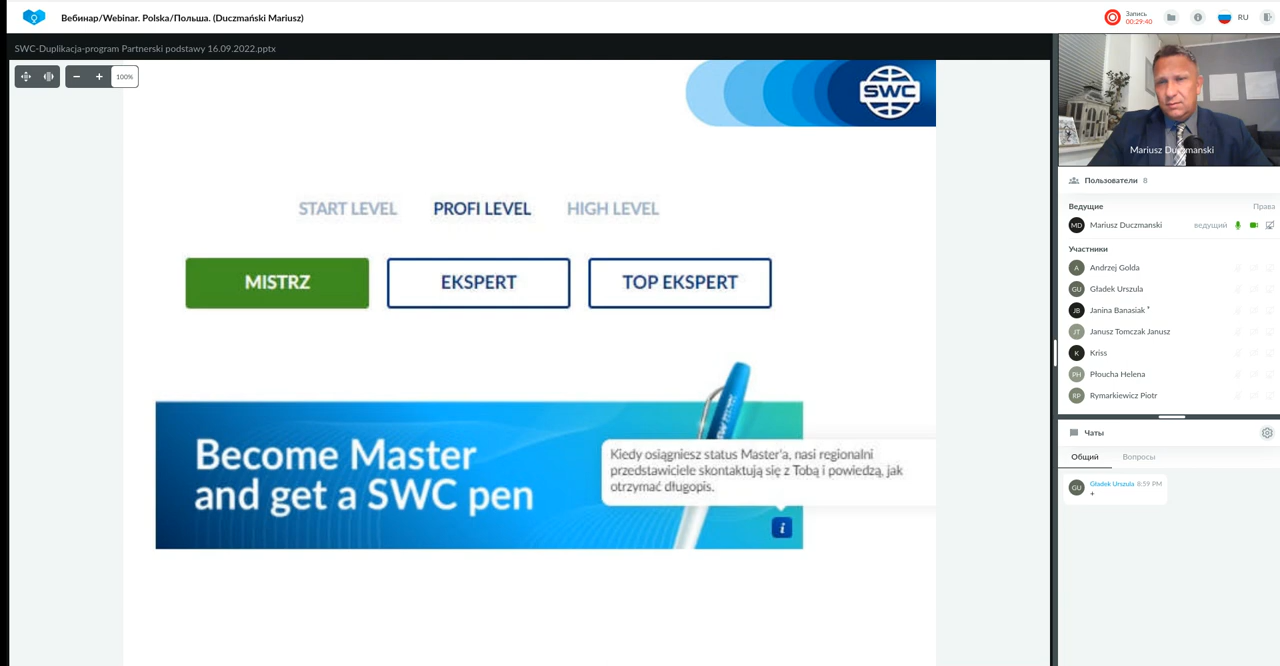 Вебинар/Webinar. Polska/Польша. (Duczmański Mariusz)
Запись
00:29:40
RU
SWC-Duplikacja-program Partnerski podstawy 16.09.2022.pptx
100%
SWC
START LEVEL PROFI LEVEL HIGH LEVEL
MISTRZ EKSPERT TOP EKSPERT
Become Master
and get a SWC pen
SWC
Kiedy osiągniesz status Master'a, nasi regionalni
przedstawiciele skontaktują się z Tobą i powiedzą, jak
otrzymać długopis.
i
Mariusz Duczmanski
Пользователи 8
Ведущие Права
MD Mariusz Duczmanski ведущий
Участники
A Andrzej Golda
GU Gładek Urszula
JB Janina Banasiak *
JT Janusz Tomczak Janusz
K Kriss
PH Płoucha Helena
RP Rymarkiewicz Piotr
Чаты
Общий Вопросы
GU Gładek Urszula 8:59 PM
+